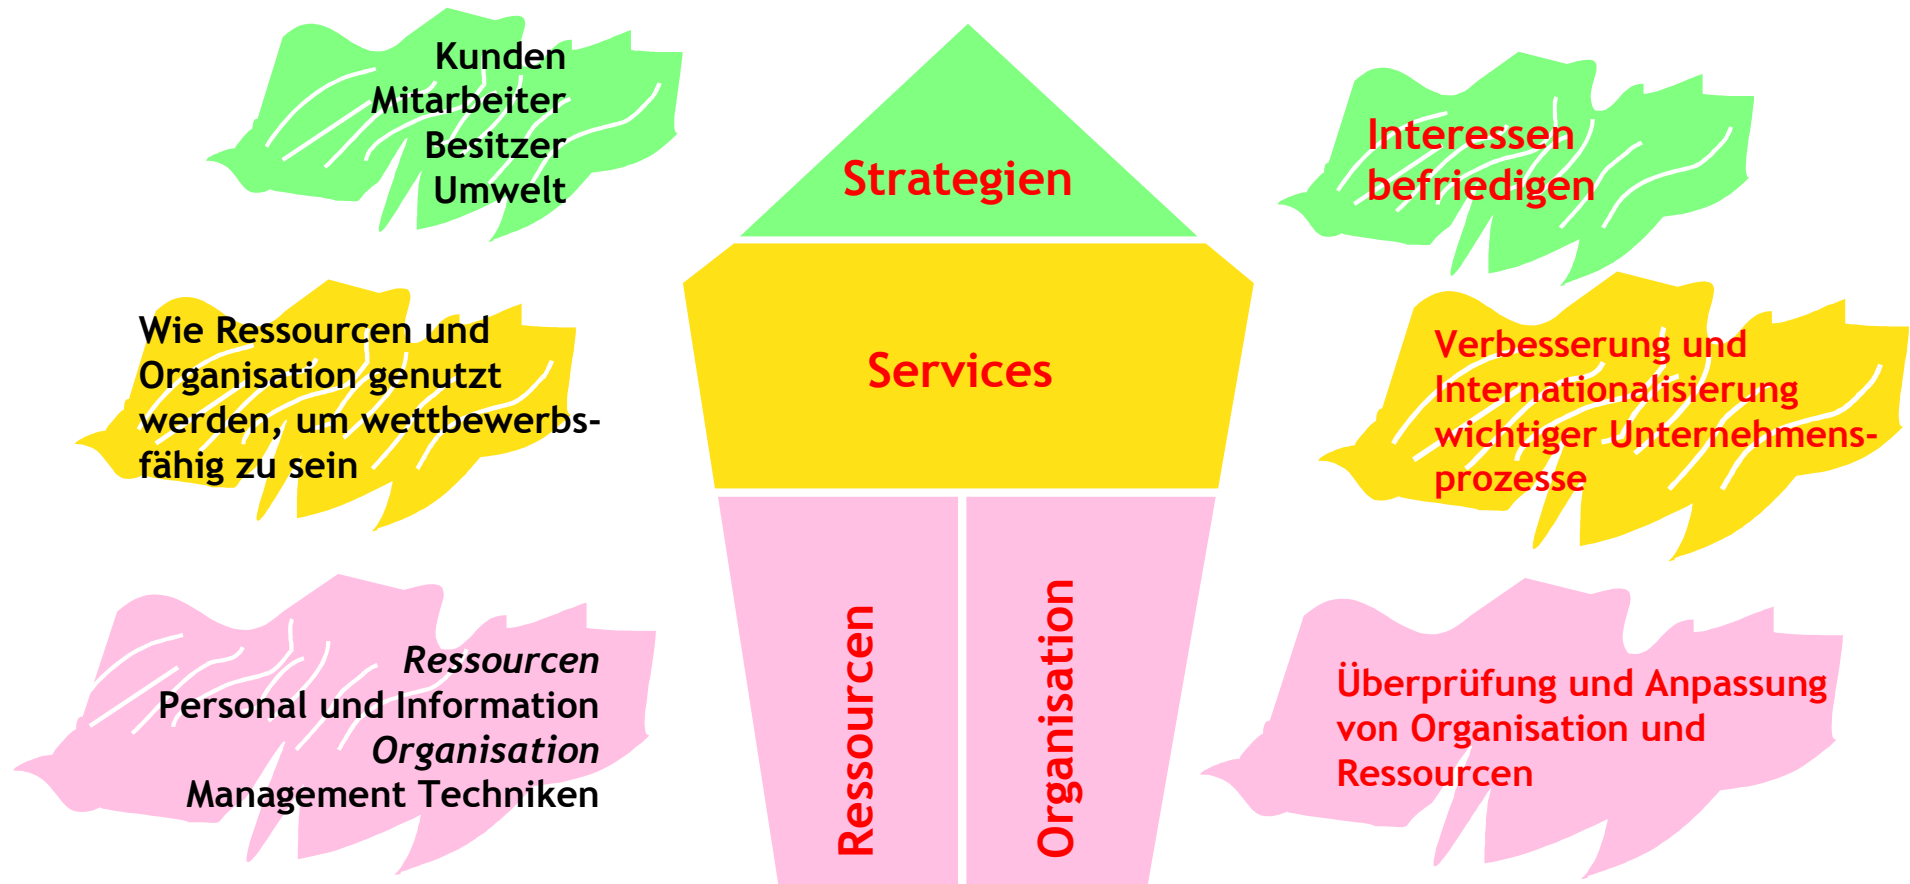 Kunden
Mitarbeiter
Besitzer
Umwelt
Strategien
Interessen
befriedigen
Wie Ressourcen und
Organisation genutzt
werden, um wettbewerbs-
fähig zu sein
Services
Verbesserung und
Internationalisierung
wichtiger Unternehmens-
prozesse
Ressourcen
Personal und Information
Organisation
Management Techniken
Ressourcen
Organisation
Überprüfung und Anpassung
von Organisation und
Ressourcen